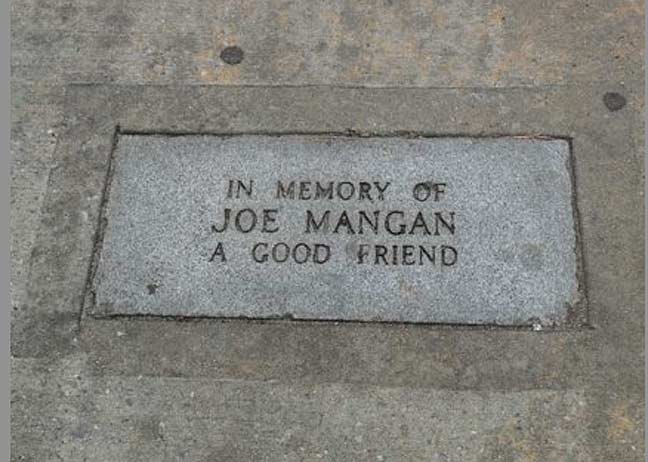 IN MEMORY OF
JOE MANGAN
A GOOD FRIEND